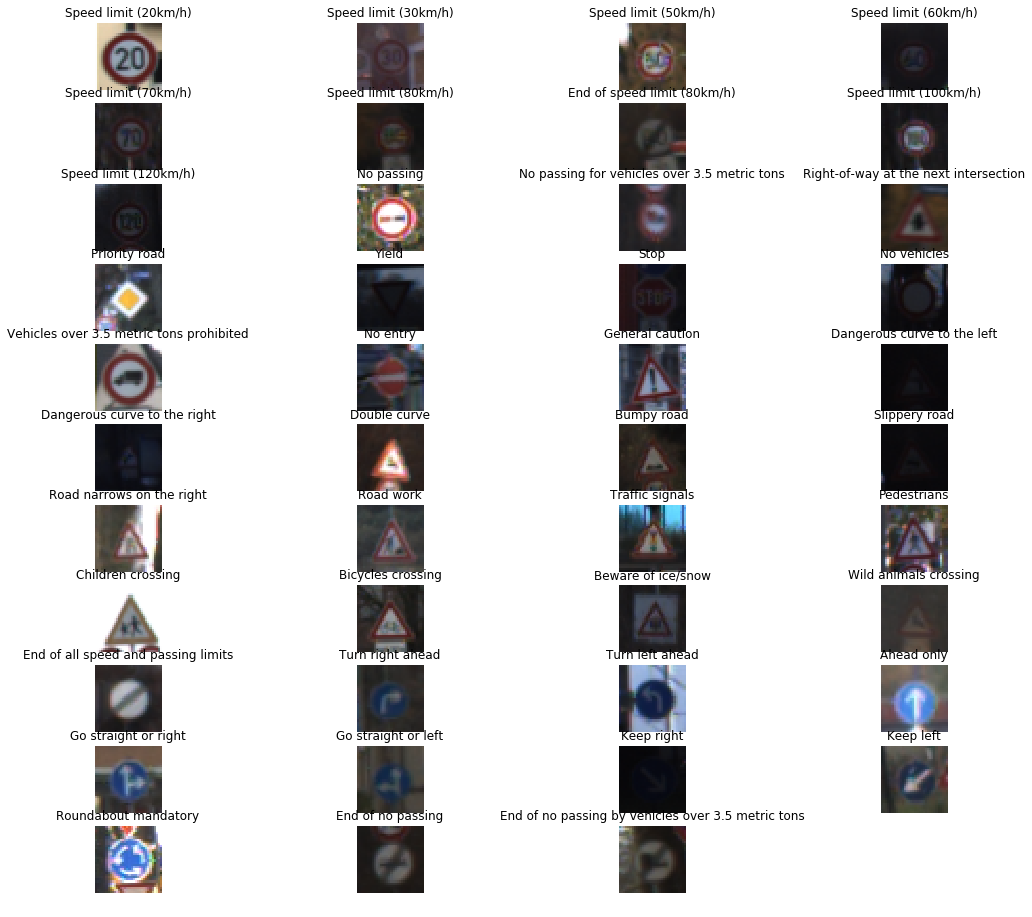 Speed limit (20km/h)
Speed limit (30km/h)
Speed limit (50km/h)
Speed limit (60km/h)
20
30
50
60
Speed limit (70km/h)
Speed limit (80km/h)
End of speed limit (80km/h)
Speed limit (100km/h)
70
Speed limit (120km/h)
No passing
No passing for vehicles over 3.5 metric tons
Right-of-way at the next intersection
120
Priority road
Yield
Stop
No vehicles
STOP
Vehicles over 3.5 metric tons prohibited
No entry
General caution
Dangerous curve to the left
Dangerous curve to the right
Double curve
Bumpy road
Slippery road
Road narrows on the right
Road work
Traffic signals
Pedestrians
Children crossing
Bicycles crossing
Beware of ice/snow
Wild animals crossing
End of all speed and passing limits
Turn right ahead
Turn left ahead
Ahead only
Go straight or right
Go straight or left
Keep right
Keep left
Roundabout mandatory
End of no passing
End of no passing by vehicles over 3.5 metric tons